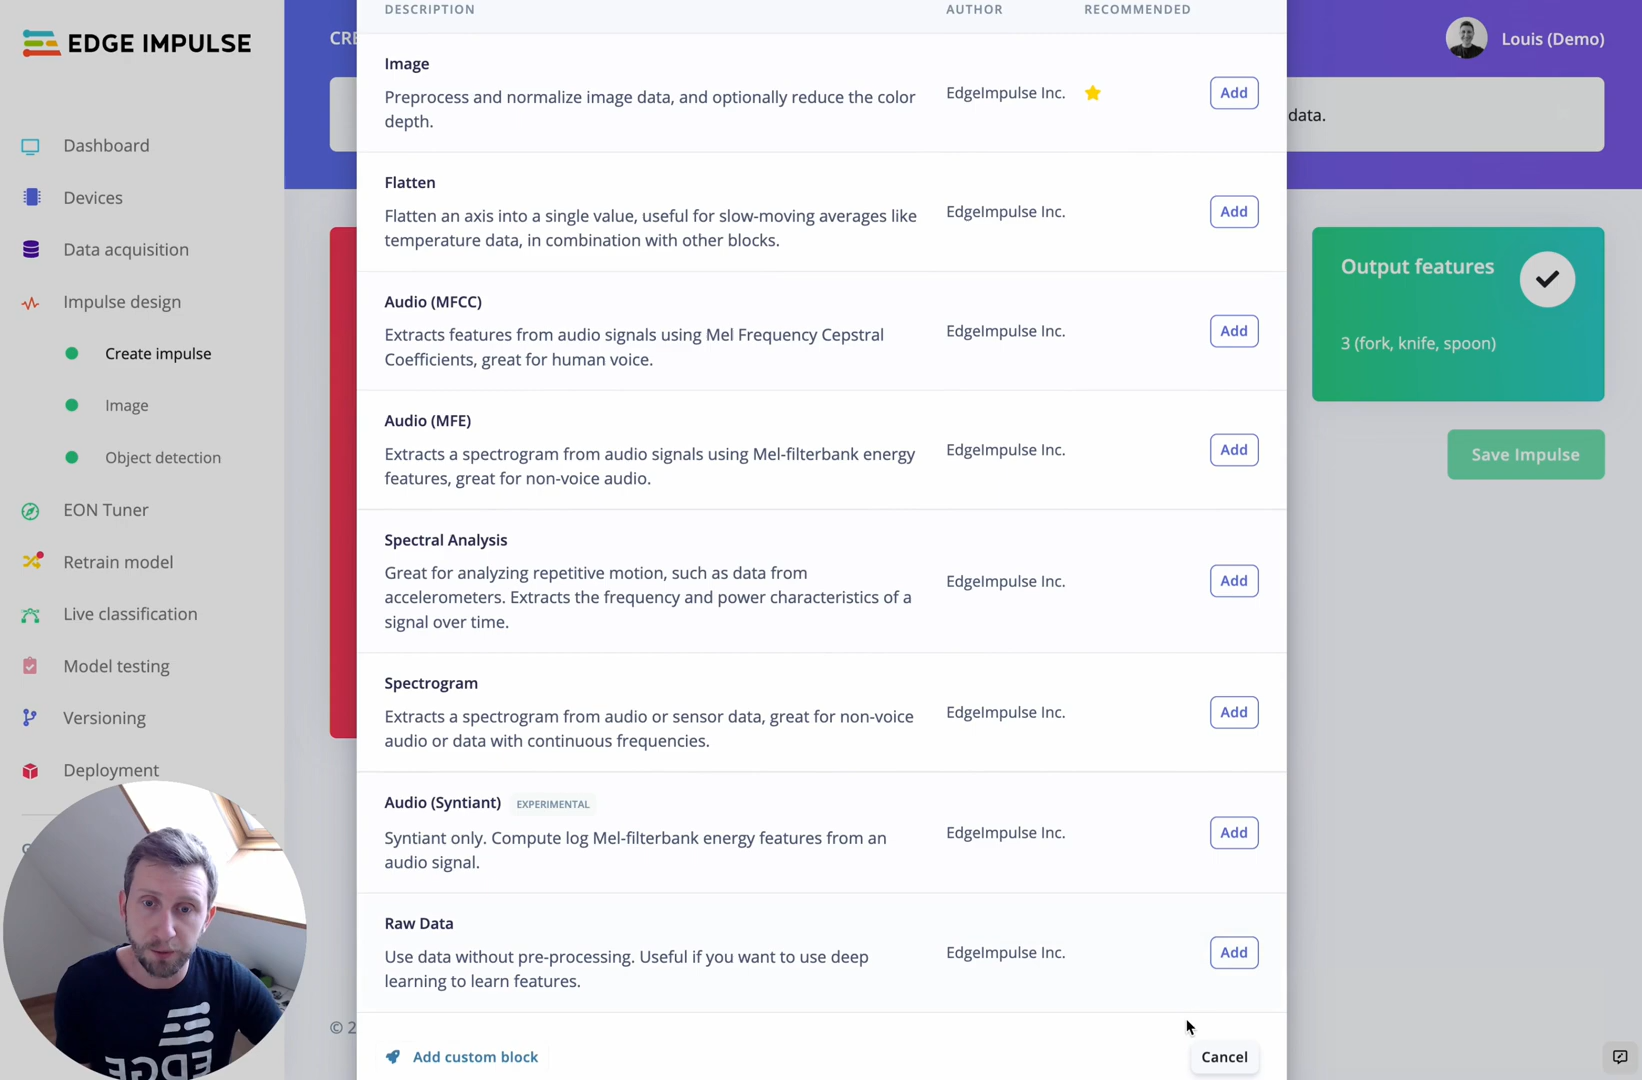 EDGE IMPULSE
Dashboard
Devices
Data acquisition
Impulse design
Create impulse
Image
Object detection
EON Tuner
Retrain model
Live classification
Model testing
Versioning
Deployment
CRE
Louis (Demo)
data.
DESCRIPTION AUTHOR RECOMMENDED
Image
Preprocess and normalize image data, and optionally reduce the color
depth.
EdgeImpulse Inc.
Add
Flatten
Flatten an axis into a single value, useful for slow-moving averages like
temperature data, in combination with other blocks.
EdgeImpulse Inc.
Add
Audio (MFCC)
Extracts features from audio signals using Mel Frequency Cepstral
Coefficients, great for human voice.
EdgeImpulse Inc.
Add
Audio (MFE)
Extracts a spectrogram from audio signals using Mel-filterbank energy
features, great for non-voice audio.
EdgeImpulse Inc.
Add
Spectral Analysis
Great for analyzing repetitive motion, such as data from
accelerometers. Extracts the frequency and power characteristics of a
signal over time.
EdgeImpulse Inc.
Add
Spectrogram
Extracts a spectrogram from audio or sensor data, great for non-voice
audio or data with continuous frequencies.
EdgeImpulse Inc.
Add
Audio (Syntiant) EXPERIMENTAL
Syntiant only. Compute log Mel-filterbank energy features from an
audio signal.
EdgeImpulse Inc.
Add
Raw Data
Use data without pre-processing. Useful if you want to use deep
learning to learn features.
EdgeImpulse Inc.
Add
Add custom block
Cancel
Output features
3 (fork, knife, spoon)
Save Impulse
© 2
EDGE